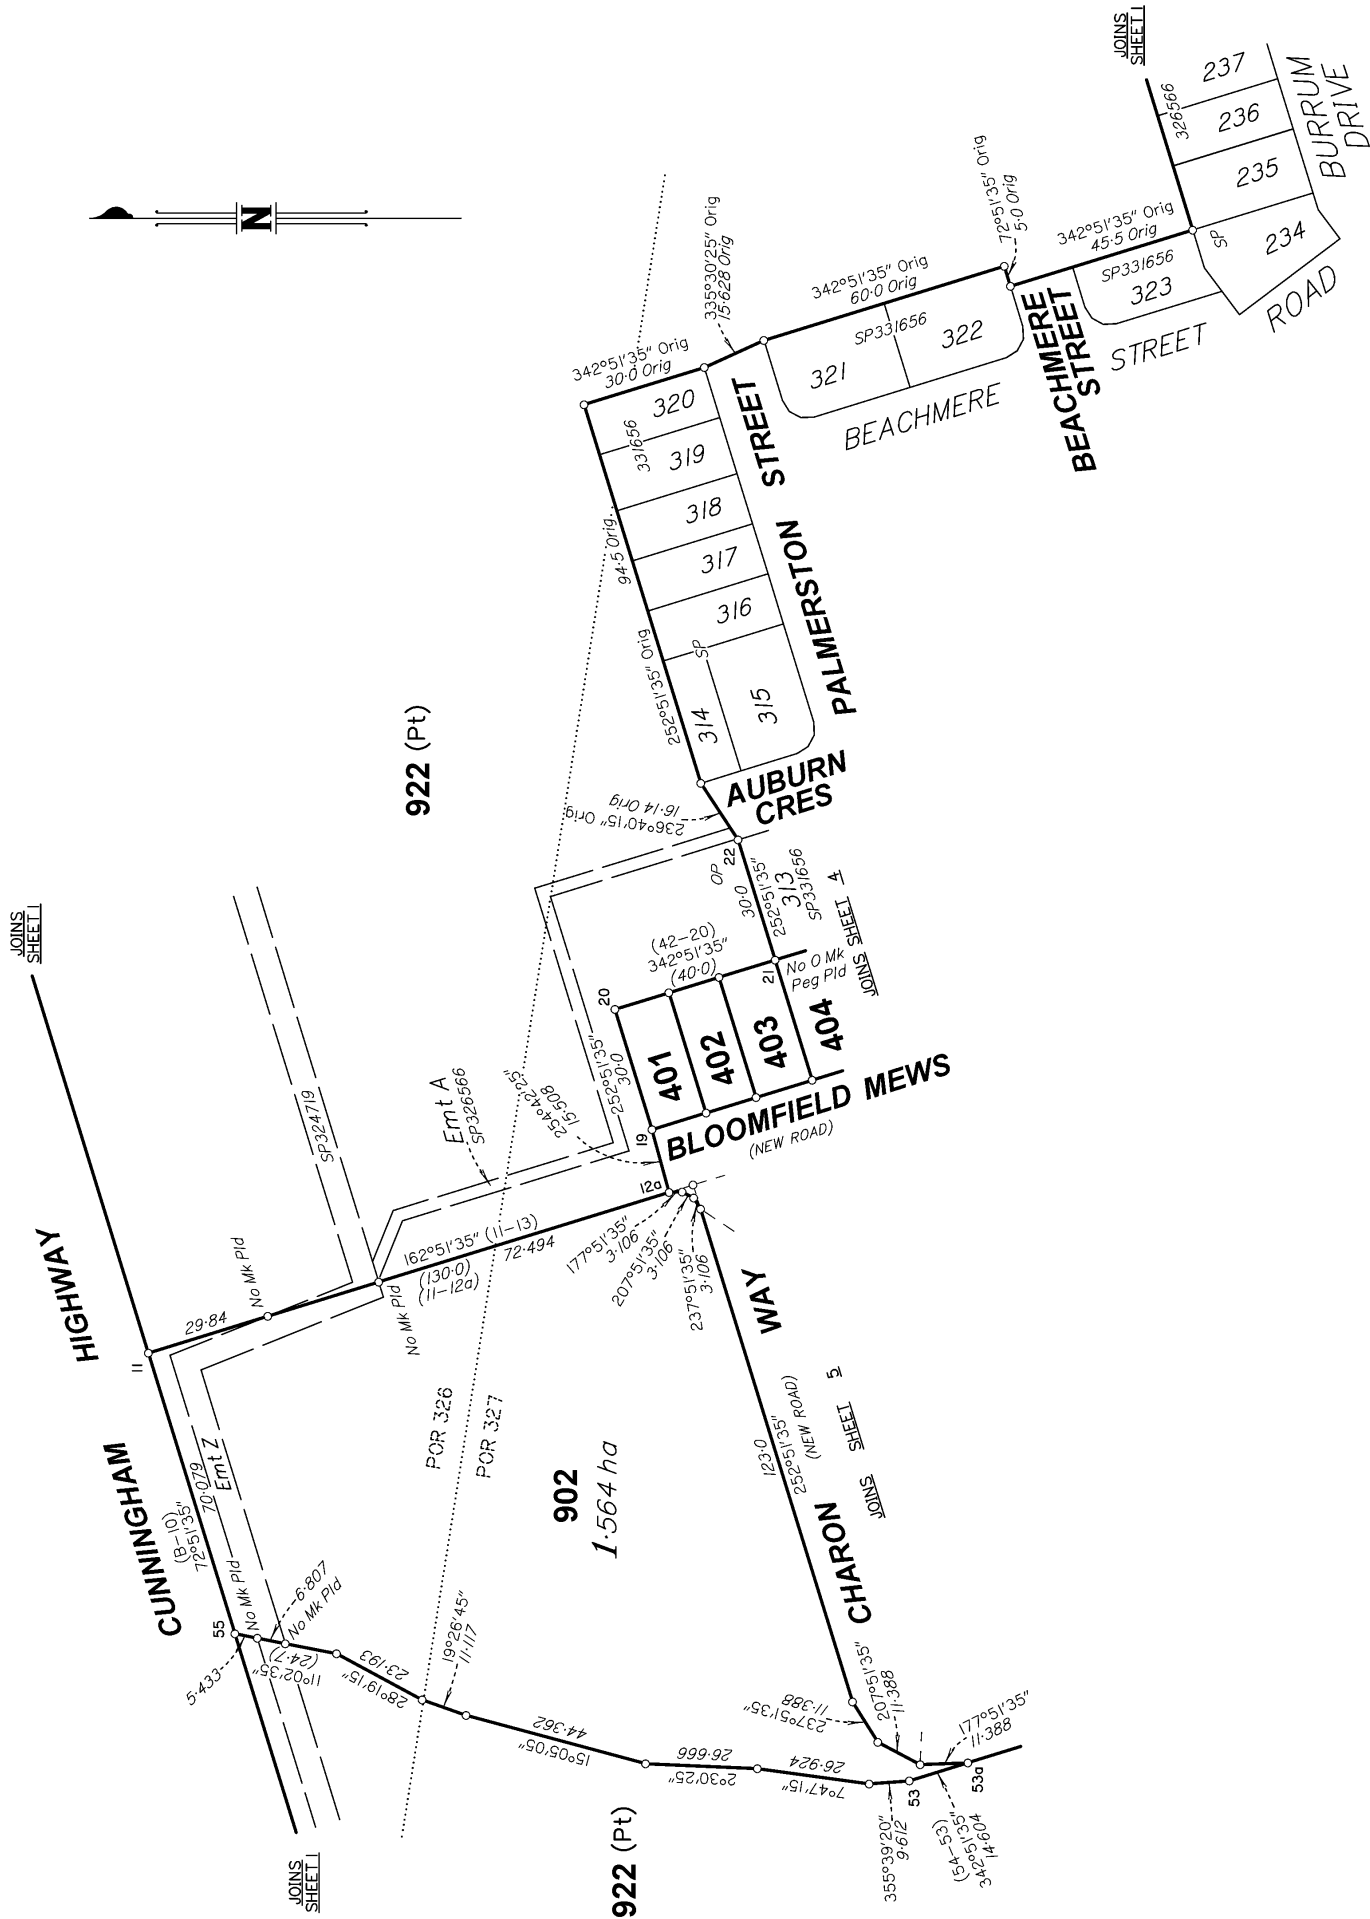 JOINS
SHEET 1
JOINS
SHEET 1
JOINS
SHEET 1
N
CUNNINGHAM
HIGHWAY
(B-10)
72°51'35"
70·079
Emt Z
55
11
No Mk Pld
5·433
6·807
No Mk Pld
(24·7)
11°02'35"
23·193
28°19'15"
19°26'45"
11·117
44·362
15°05'05"
26·666
2°30'25"
26·924
7°47'15"
355°39'20"
9·612
53
53a
(54-53)
342°51'35"
14·604
177°51'35"
11·388
207°51'35"
11·388
237°51'35"
11·388
29·84
No Mk Pld
No Mk Pld
SP324719
162°51'35" (11-13)
(130·0)
(11-12a)
72·494
POR 326
POR 327
902
1·564 ha
922 (Pt)
922 (Pt)
Emt A
SP326566
12a
177°51'35"
3·106
207°51'35"
3·106
237°51'35"
3·106
254°42'25"
15·508
19
20
252°51'35"
30·0
(42-20)
342°51'35"
(40·0)
401
402
403
404
21
No O Mk
Peg Pld
22
OP
30·0
252°51'35"
313
SP331656
JOINS SHEET 4
BLOOMFIELD MEWS
(NEW ROAD)
CHARON WAY
123·0
252°51'35"
(NEW ROAD)
JOINS SHEET 5
236°40'15" Orig
16·14 Orig
AUBURN
CRES
252°51'35" Orig
94·5 Orig
314
SP
315
316
317
318
319
331656
320
342°51'35" Orig
30·0 Orig
335°30'25" Orig
15·628 Orig
PALMERSTON STREET
342°51'35" Orig
60·0 Orig
321
SP331656
322
BEACHMERE
STREET
BEACHMERE
STREET
72°51'35" Orig
5·0 Orig
342°51'35" Orig
45·5 Orig
SP331656
323
SP
234
235
236
237
326566
ROAD
BURRUM
DRIVE